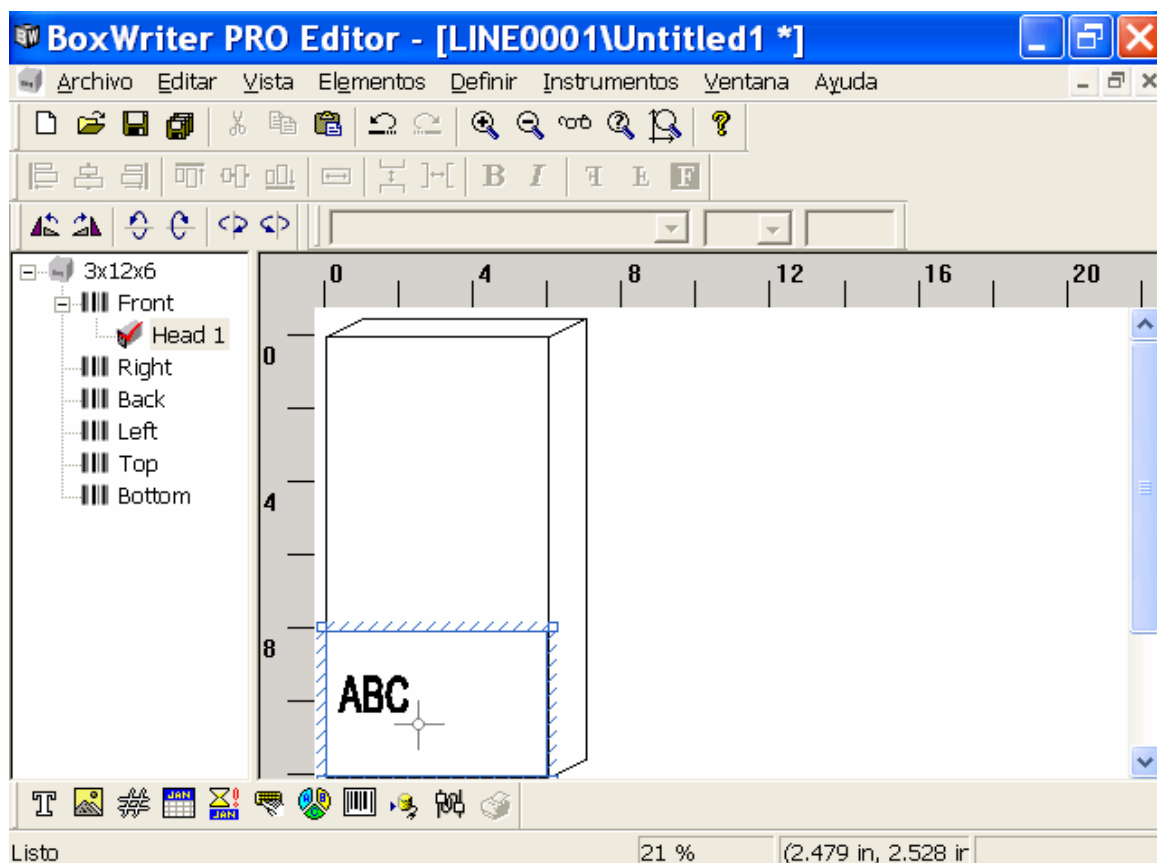 BoxWriter PRO Editor - [LINE0001\Untitled1 *]
Archivo Editar Vista Elementos Definir Instrumentos Ventana Ayuda
B I F E F
3x12x6
Front
Head 1
Right
Back
Left
Top
Bottom
0 4 8 12 16 20
0
4
8
ABC
T JAN JAN
Listo 21 % (2.479 in, 2.528 ir